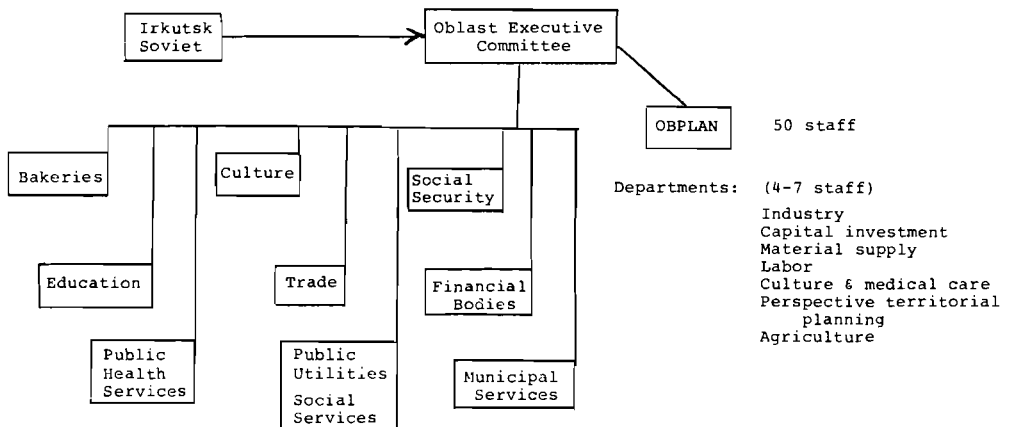 Irkutsk
Soviet
Oblast Executive
Committee
OBPLAN
50 staff
Bakeries
Culture
Social
Security
Education
Trade
Financial
Bodies
Public
Health
Services
Public
Utilities
Social
Services
Municipal
Services
Departments: (4-7 staff)
Industry
Capital investment
Material supply
Labor
Culture & medical care
Perspective territorial
planning
Agriculture